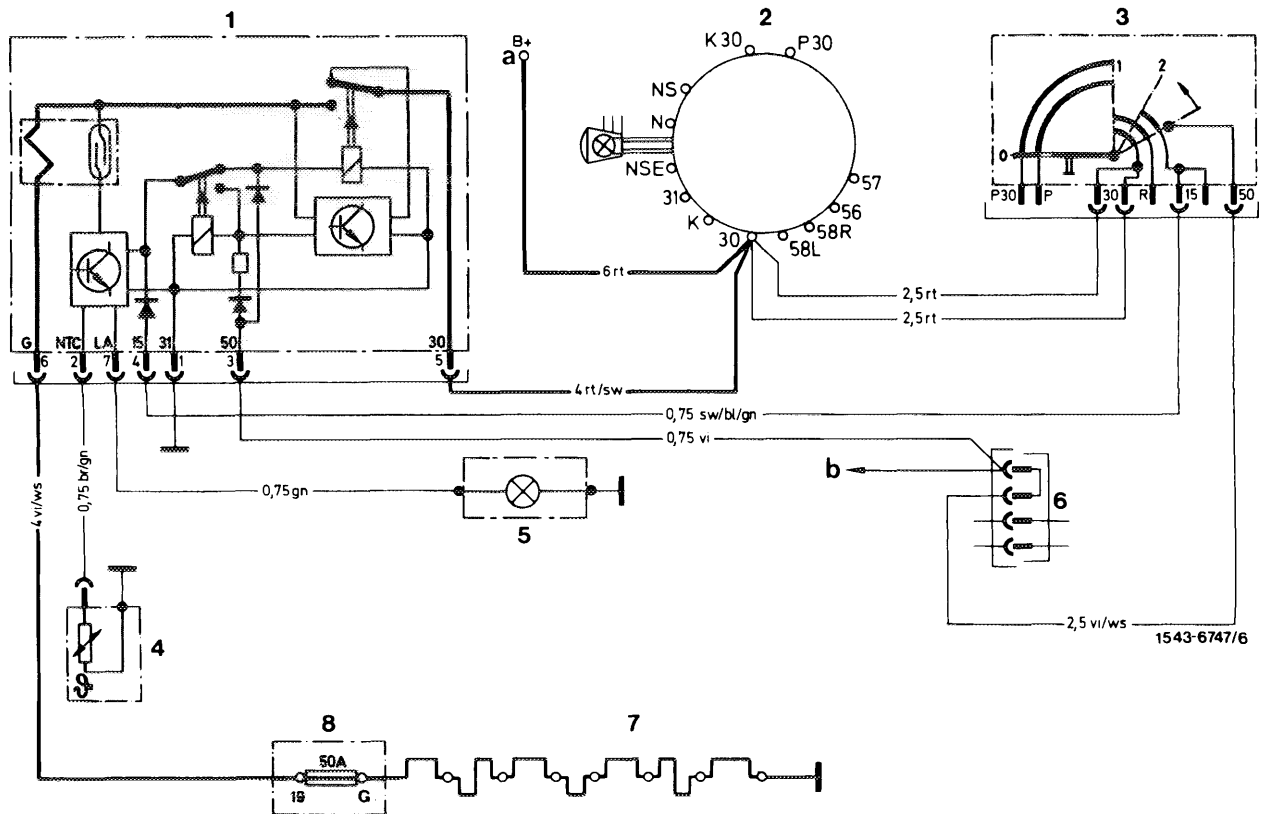 1
2
3
B+
a
K 30
P 30
NS
N
NSE
31
K
30
58L
58R
56
57
0
1
2
P30
P
30
R
15
50
G
NTC
LA
15
31
50
30
6
2
7
4
1
3
5
6 rt
2,5 rt
2,5 rt
4 rt/sw
0,75 sw/bl/gn
0,75 vi
b
6
4 vi/ws
0,75 br/gn
0,75 gn
5
2,5 vi/ws
1543-6747/6
4
8
7
50A
19
G